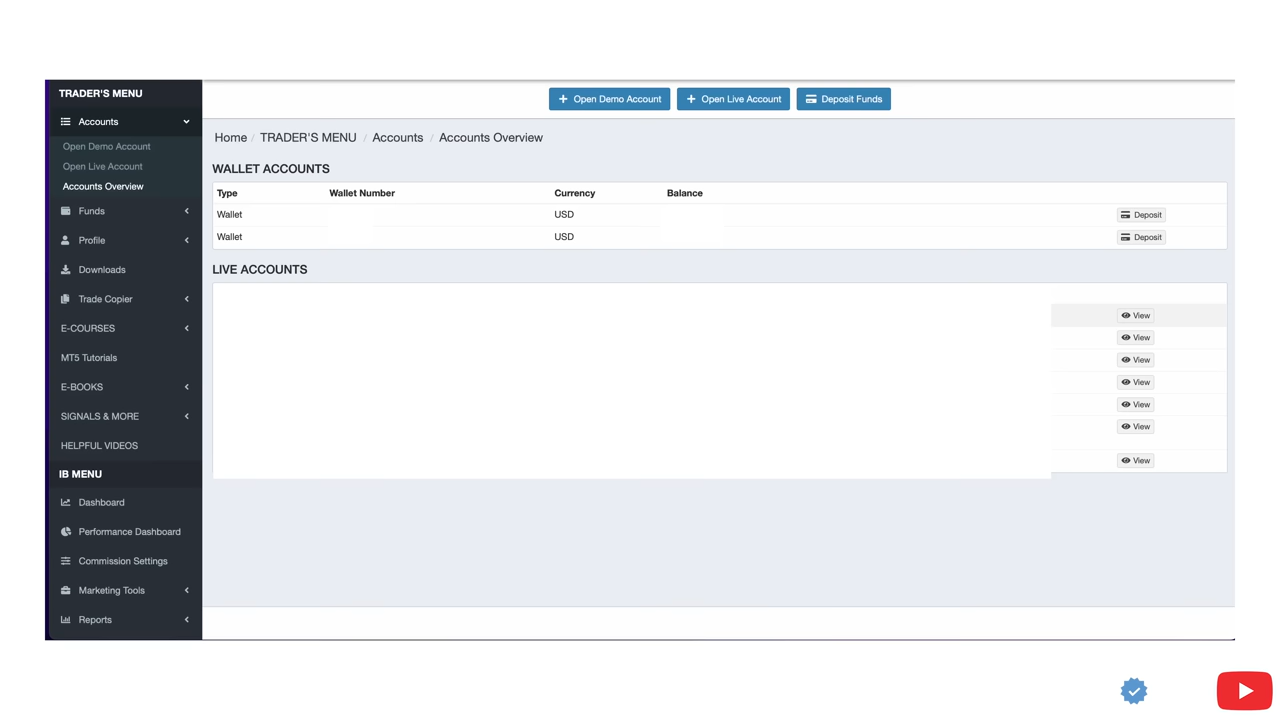 TRADER'S MENU
Accounts
Open Demo Account
Open Live Account
Accounts Overview
Funds
Profile
Downloads
Trade Copier
E-COURSES
MT5 Tutorials
E-BOOKS
SIGNALS & MORE
HELPFUL VIDEOS
IB MENU
Dashboard
Performance Dashboard
Commission Settings
Marketing Tools
Reports
Open Demo Account Open Live Account Deposit Funds
Home / TRADER'S MENU / Accounts / Accounts Overview
WALLET ACCOUNTS
Type Wallet Number Currency Balance
Wallet USD Deposit
Wallet USD Deposit
LIVE ACCOUNTS
View
View
View
View
View
View
View